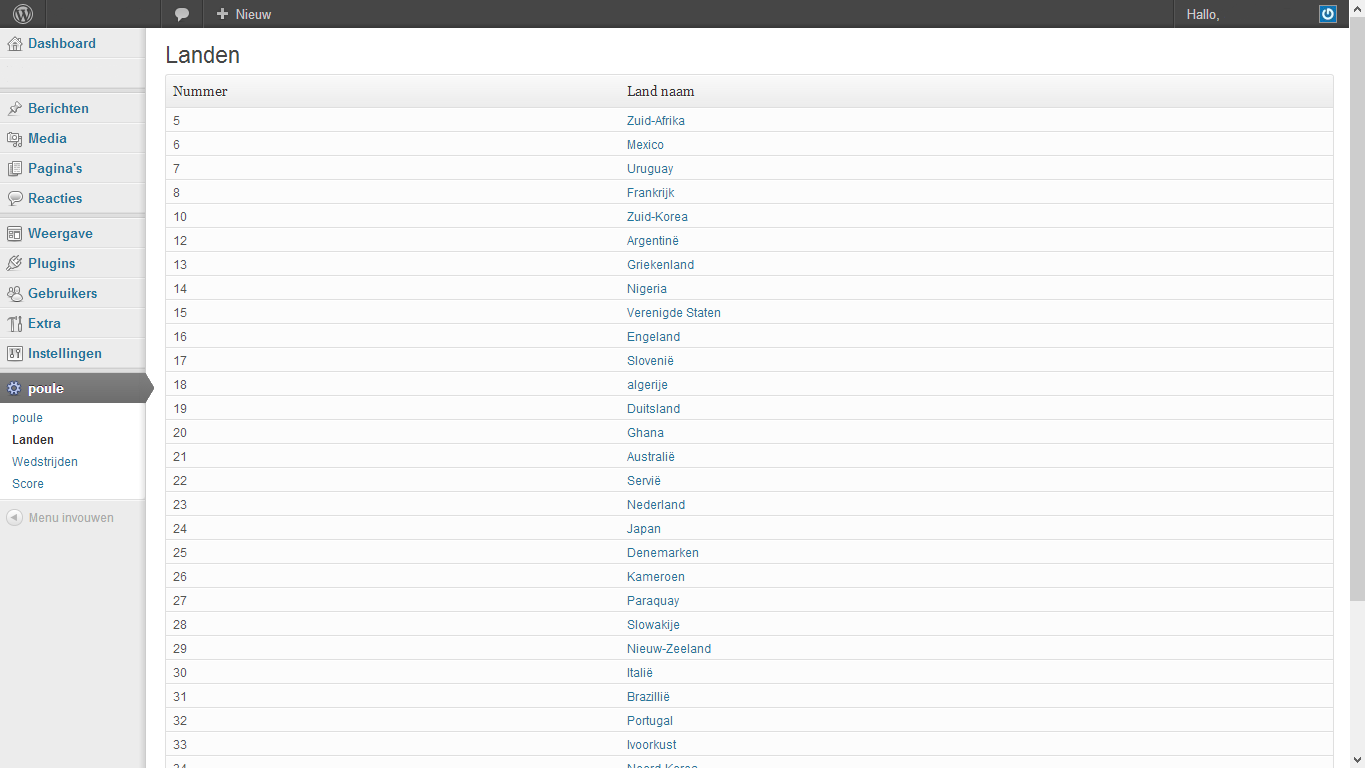 Nieuw
Hallo,
Dashboard
Berichten
Media
Pagina's
Reacties
Weergave
Plugins
Gebruikers
Extra
Instellingen
poule
poule
Landen
Wedstrijden
Score
Menu invouwen
Landen
Nummer Land naam
5 Zuid-Afrika
6 Mexico
7 Uruguay
8 Frankrijk
10 Zuid-Korea
12 Argentinë
13 Griekenland
14 Nigeria
15 Verenigde Staten
16 Engeland
17 Slovenië
18 algerije
19 Duitsland
20 Ghana
21 Australië
22 Servië
23 Nederland
24 Japan
25 Denemarken
26 Kameroen
27 Paraquay
28 Slowakije
29 Nieuw-Zeeland
30 Italië
31 Brazillië
32 Portugal
33 Ivoorkust
34 Noord-Korea